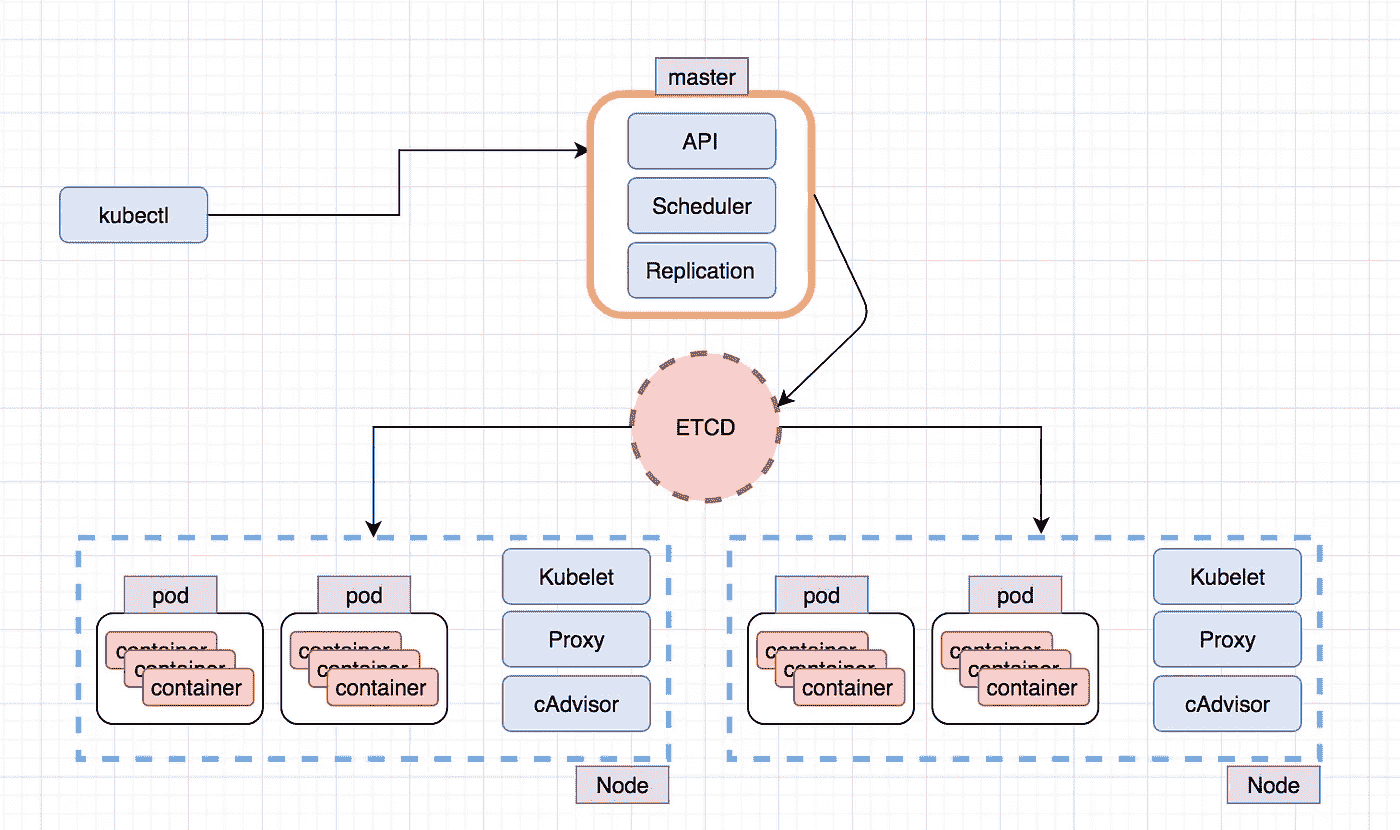 master
API
kubectl
Scheduler
Replication
ETCD
pod
container
container
container
pod
container
container
container
Kubelet
Proxy
cAdvisor
Node
pod
container
container
container
pod
container
container
container
Kubelet
Proxy
cAdvisor
Node